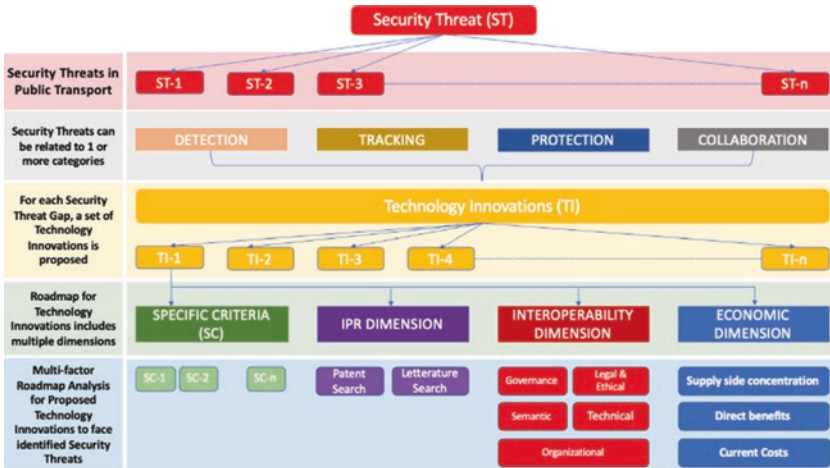 Security Threat (ST)
Security Threats in
Public Transport
ST-1
ST-2
ST-3
ST-n
Security Threats can
be related to 1 or
more categories
DETECTION
TRACKING
PROTECTION
COLLABORATION
For each Security
Threat Gap, a set of
Technology
Innovations is
proposed
Technology Innovations (TI)
TI-1
TI-2
TI-3
TI-4
TI-n
Roadmap for
Technology
Innovations includes
multiple dimensions
SPECIFIC CRITERIA
(SC)
IPR DIMENSION
INTEROPERABILITY
DIMENSION
ECONOMIC
DIMENSION
Multi-factor
Roadmap Analysis
for Proposed
Technology
Innovations to face
identified Security
Threats
SC-1
SC-2
SC-n
Patent
Search
Letterature
Search
Governance
Legal &
Ethical
Semantic
Technical
Organizational
Supply side concentration
Direct benefits
Current Costs